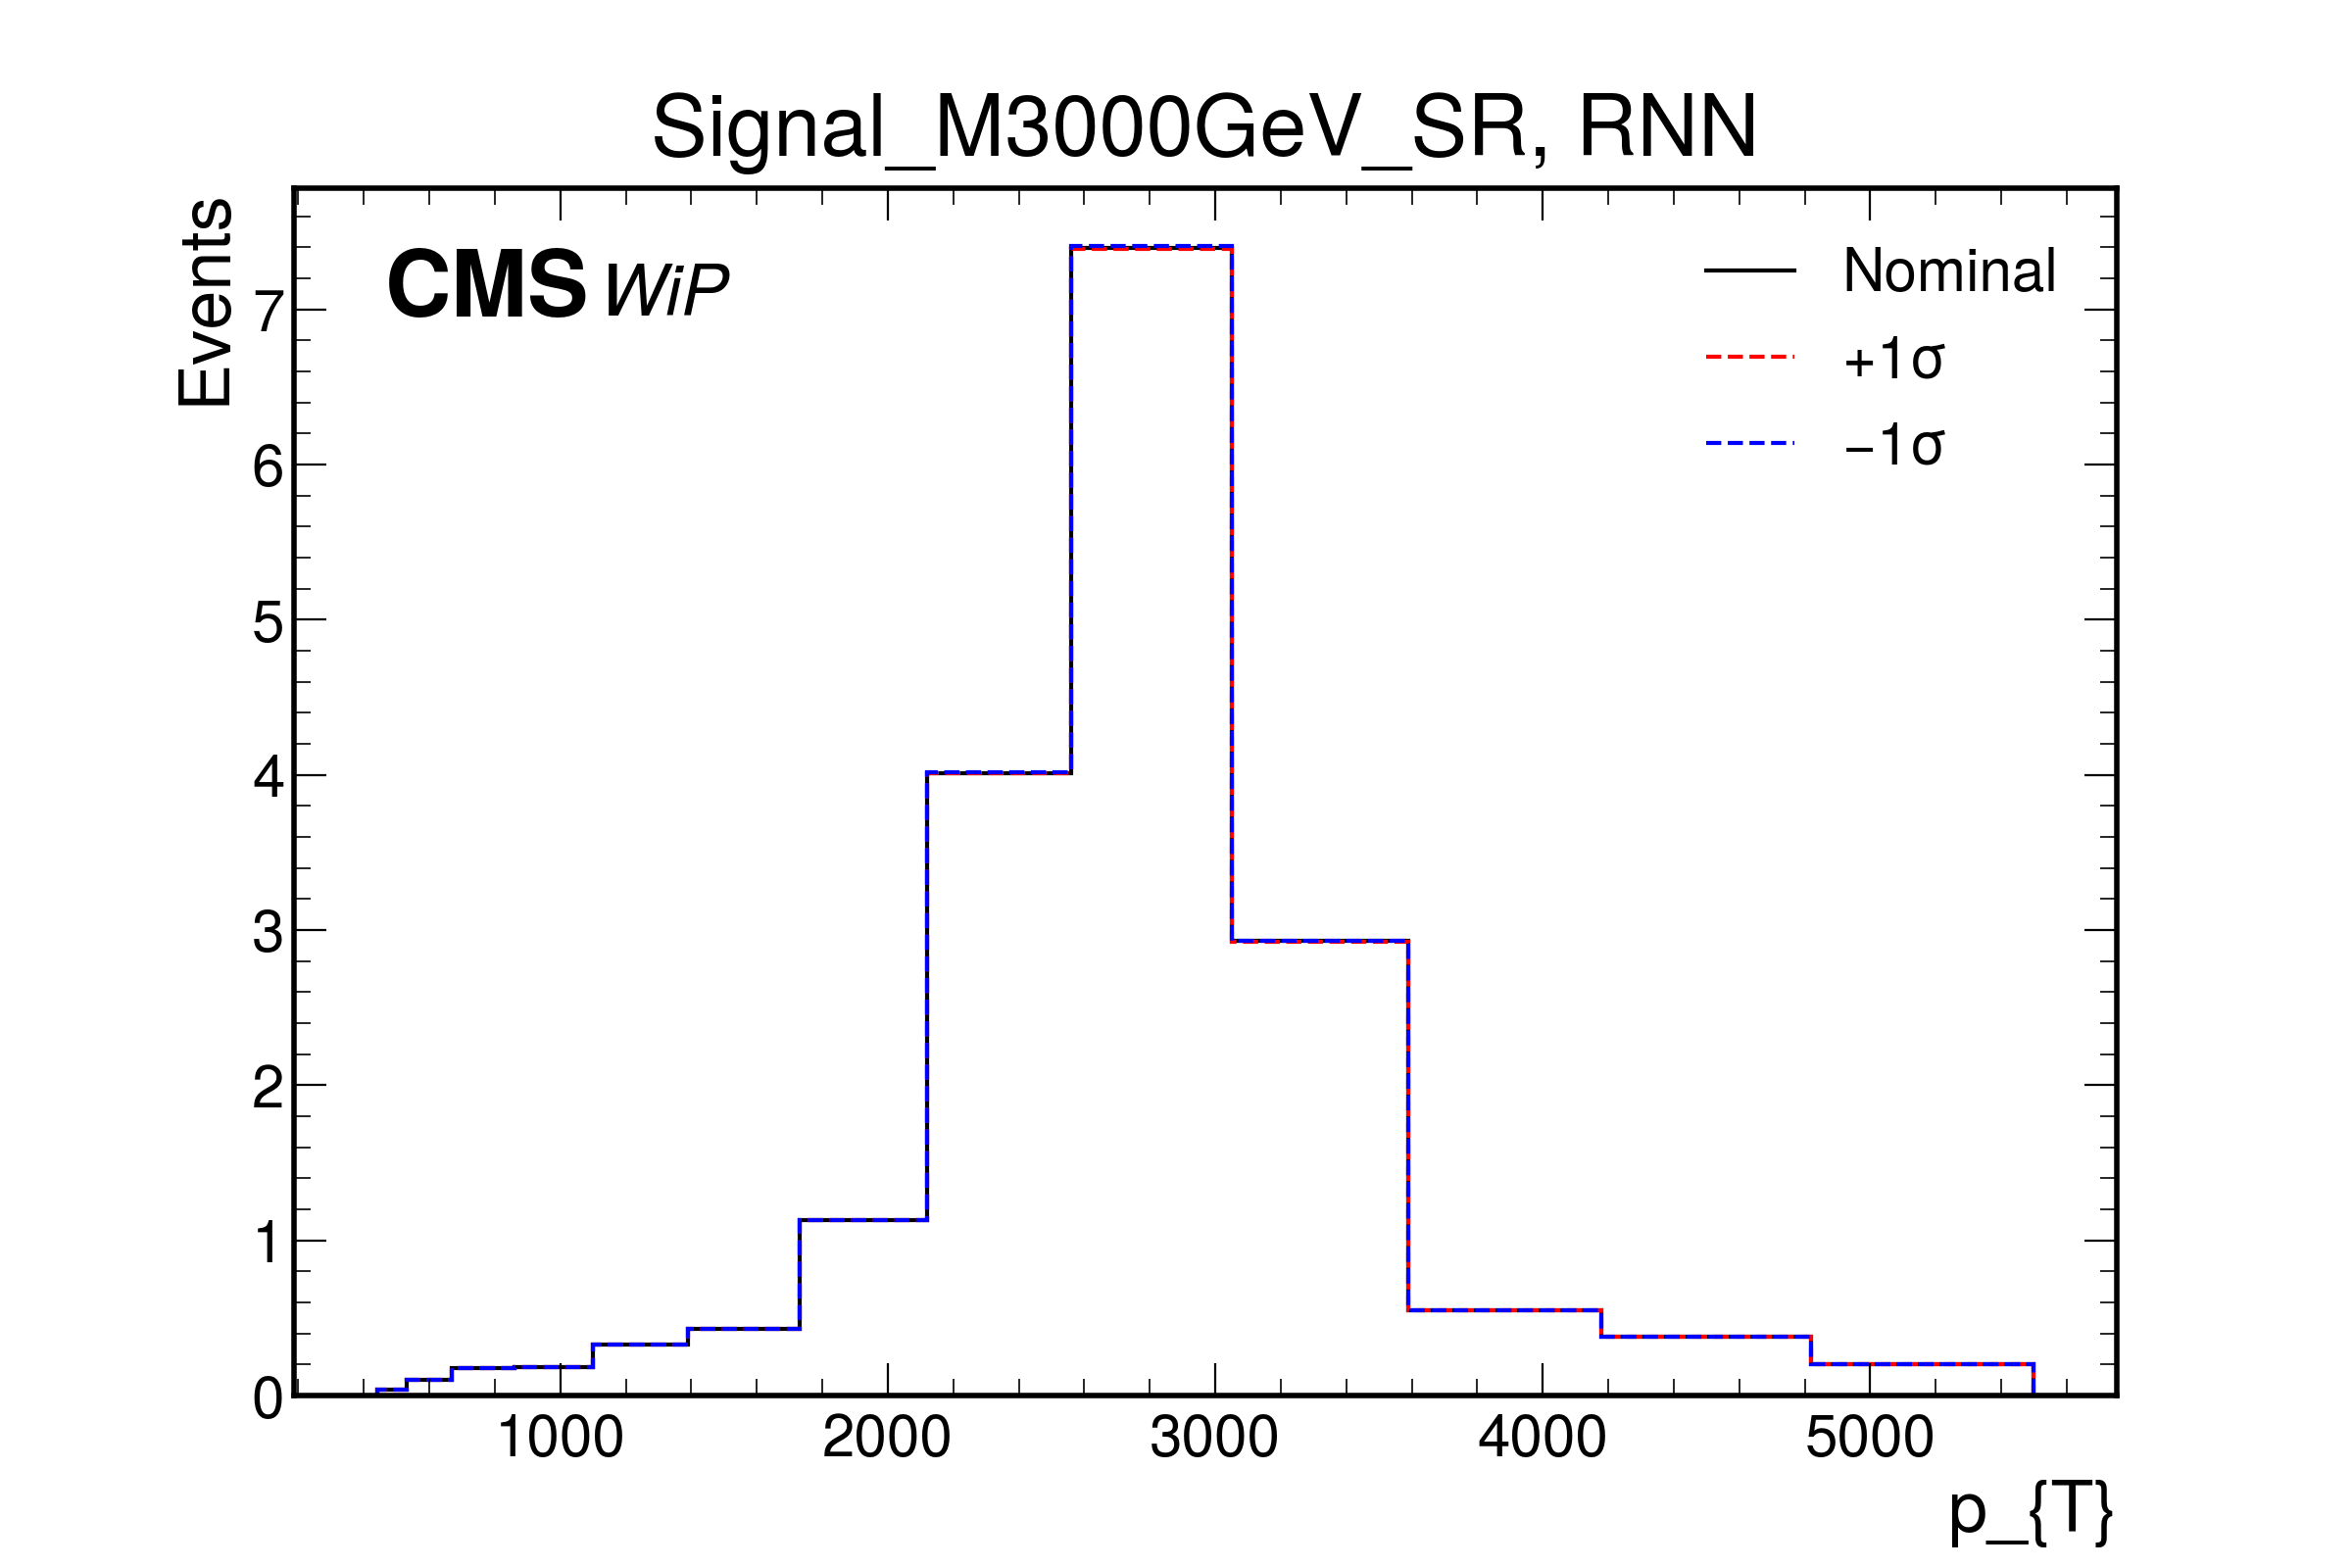 Signal_M3000GeV_SR, RNN
Events
CMS WiP
Nominal
+1σ
−1σ
7
6
5
4
3
2
1
0
1000 2000 3000 4000 5000
p_{T}